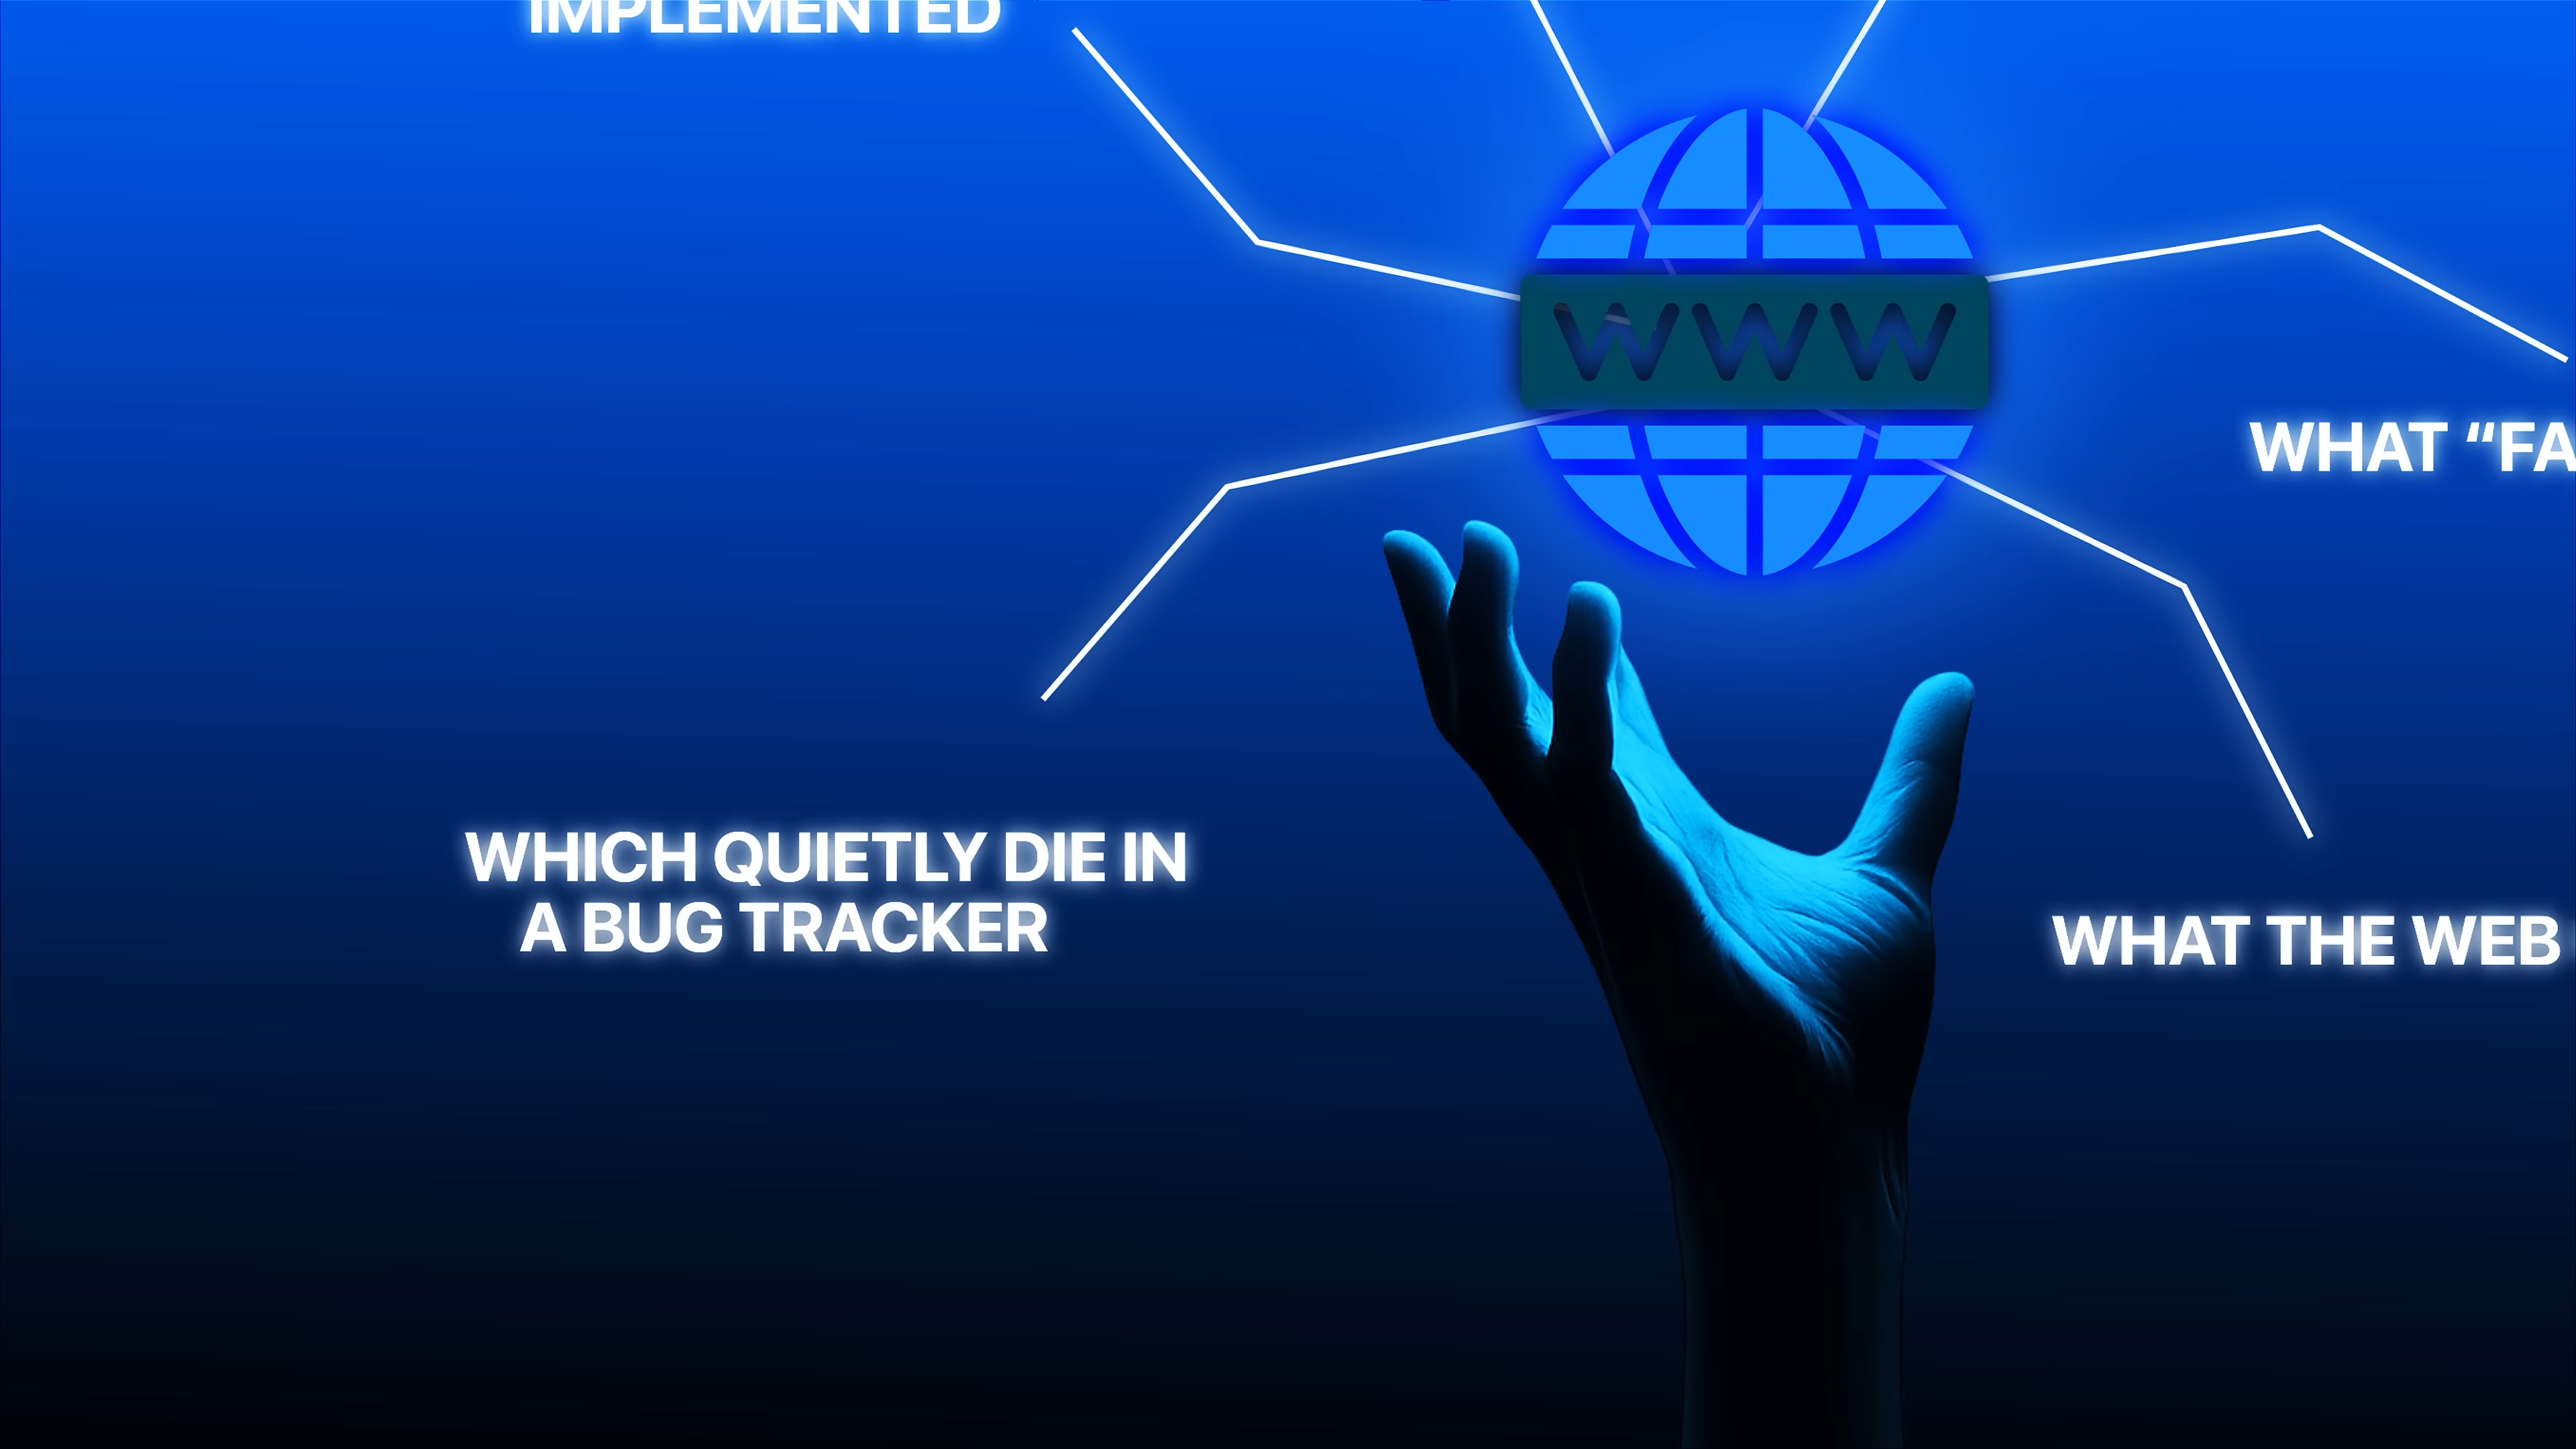 IMPLEMENTED
WWW
WHAT “FA
WHICH QUIETLY DIE IN
A BUG TRACKER
WHAT THE WEB